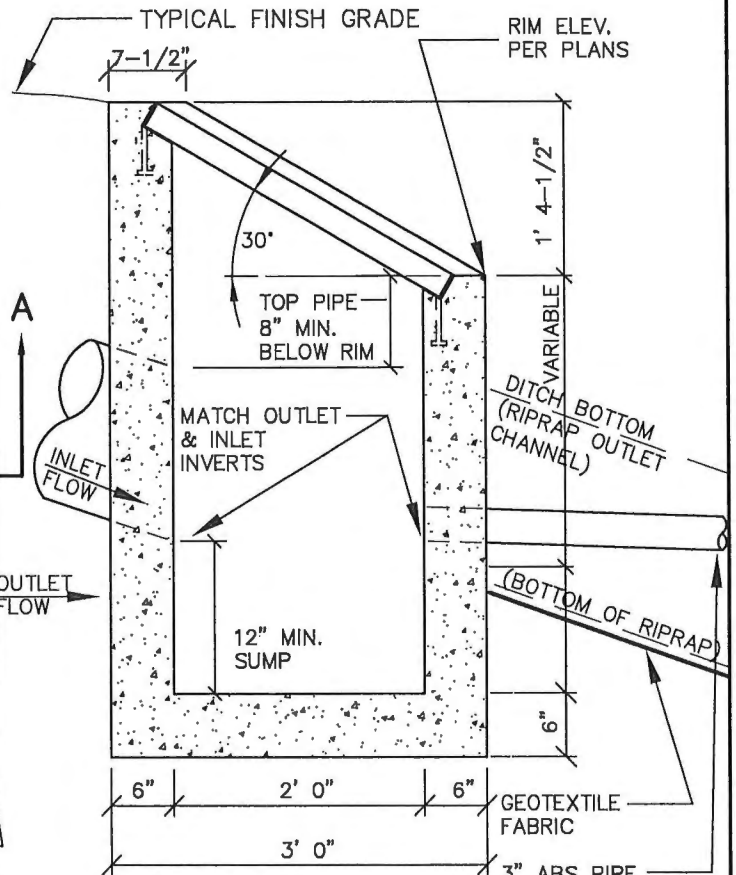 TYPICAL FINISH GRADE
RIM ELEV.
PER PLANS
7-1/2"
1' 4-1/2"
30°
A
TOP PIPE
8" MIN.
BELOW RIM
VARIABLE
DITCH BOTTOM
(RIPRAP OUTLET
CHANNEL)
MATCH OUTLET
& INLET
INVERTS
INLET
FLOW
OUTLET
FLOW
(BOTTOM OF RIPRAP)
12" MIN.
SUMP
6"
6"
2' 0"
6"
GEOTEXTILE
FABRIC
3' 0"
3" ABS PIPE